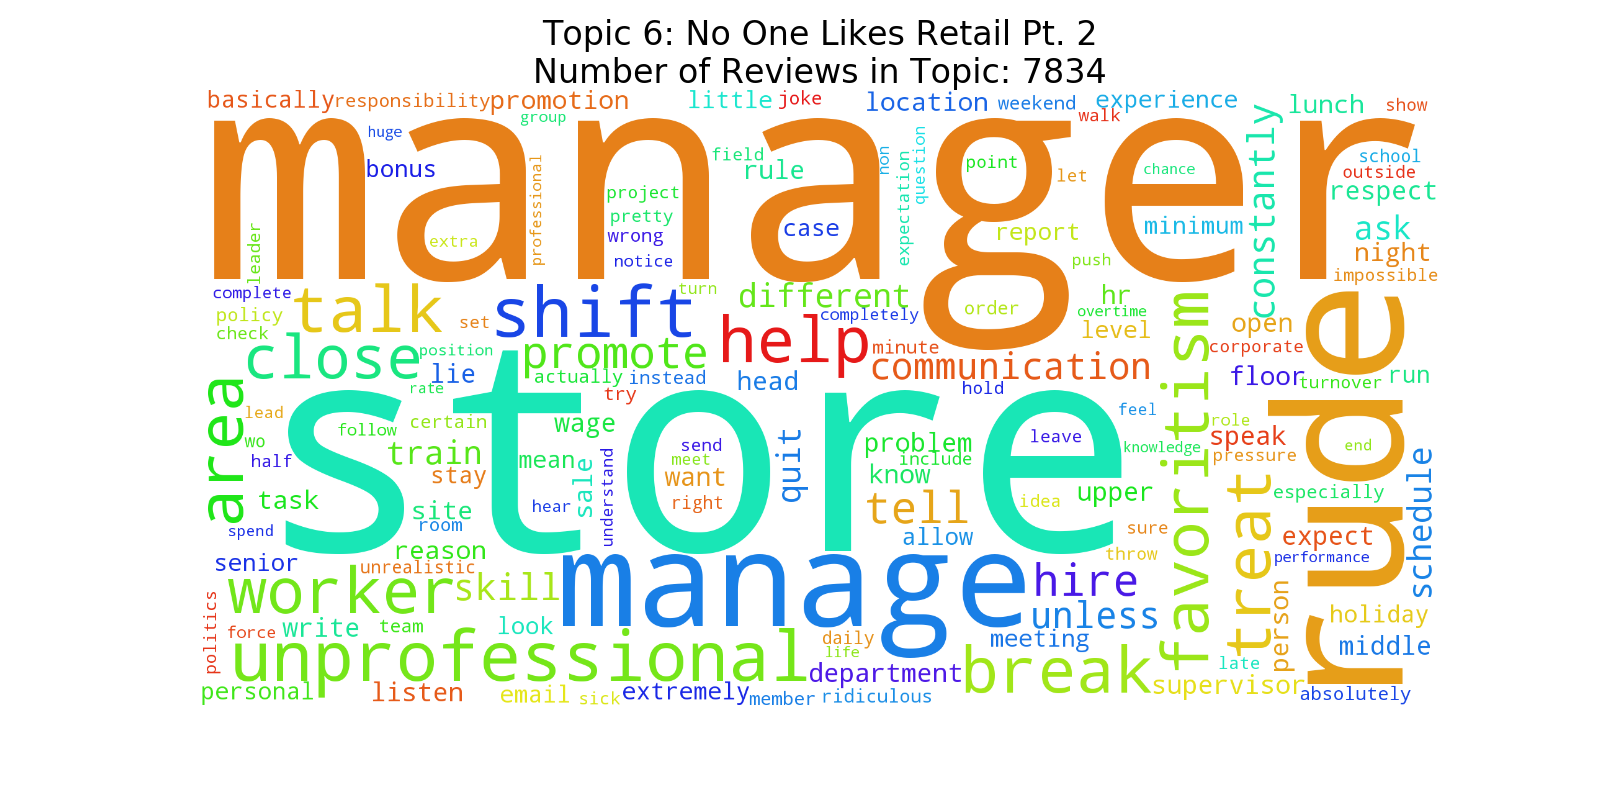 Topic 6: No One Likes Retail Pt. 2
Number of Reviews in Topic: 7834
basically responsibility promotion little joke location weekend experience lunch show
group walk
huge
manager
bonus field rule non question point let chance constantly school
outside
professional project expectation minimum respect
pretty
leader extra wrong case report ask
notice push night
impossible
complete talk shift turn different order hr rude
policy set completely overtime
check help level open
close position promote minute communication favoritism corporate
area lie actually instead head hold floor turnover run
rate try
store
lead certain wage feel role
wo follow problem leave speak
half train mean send quit include knowledge pressure end
stay sale meet want know
task understand right tell idea upper treat especially schedule
site hear
spend room allow sure expect
senior reason throw performance
unrealistic
worker skill manage hire
politics unless person holiday
force write team look meeting middle
unprofessional daily
life late
department break supervisor
personal listen email sick extremely member ridiculous absolutely